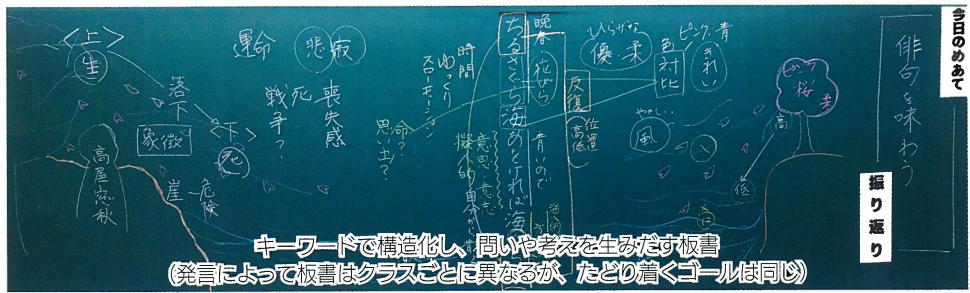 今日のめあて
俳句を味わう
振り返り
ピンク
桜
高
低
ピンク 青
きれい
色
対比
ひらがな
優 柔
やさしい
風
反復
位置
高低
晩春
ちるさくら海あをければ海
青いので
時間
ゆっくり
スローモーション
意思 意志
擬人的
命??
思い出?
寂
悲
運命
喪失感
死
戦争?
<上>
生
落下
<下>
死
象徴
崖
危険
高屋窓秋
キーワードで構造化し、問いや考えを生みだす板書
(発言によって板書はクラスごとに異なるが、たどり着くゴールは同じ)